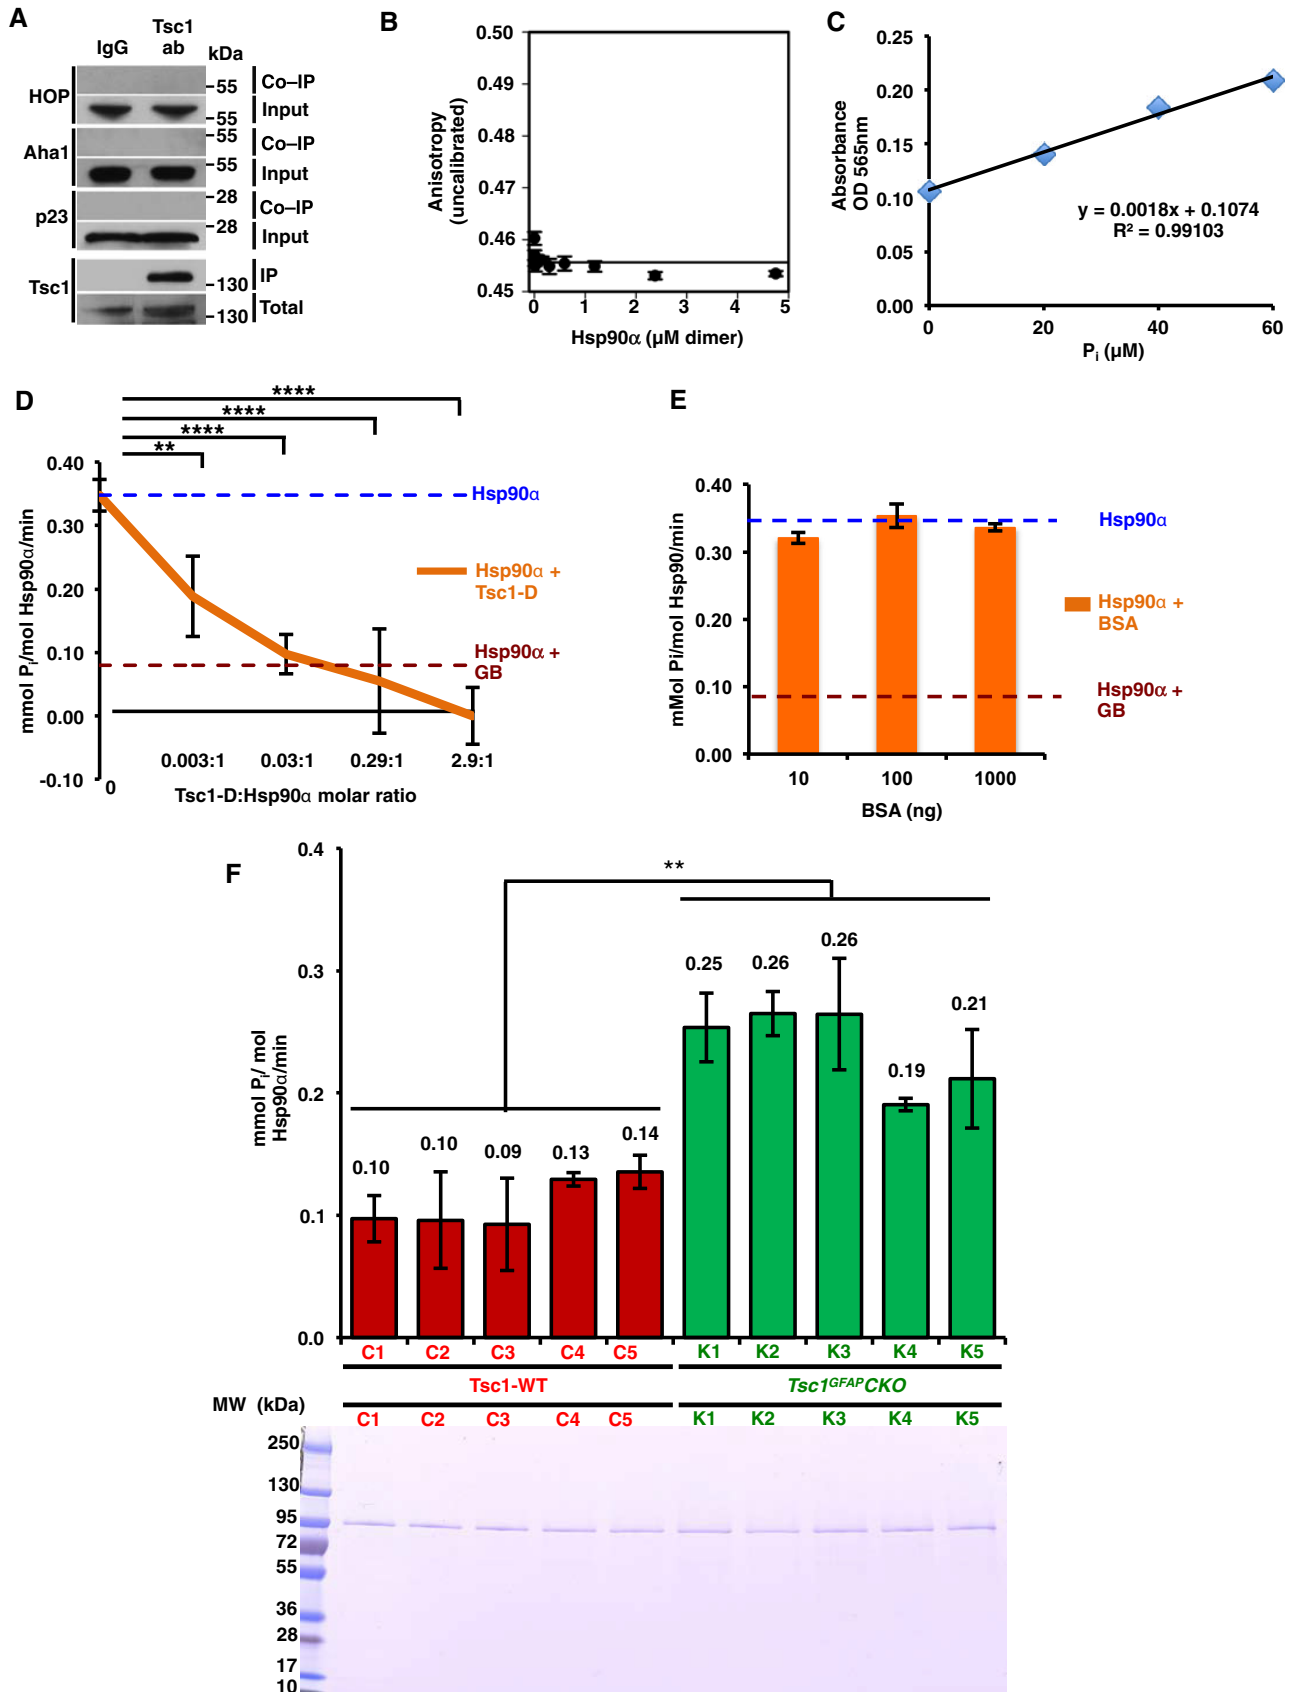 A
IgG
Tsc1
ab
kDa
HOP
55
Co–IP
55
Input
Aha1
55
Co–IP
55
Input
p23
28
Co–IP
28
Input
Tsc1
130
IP
130
Total
B
Anisotropy
(uncalibrated)
0.50
0.49
0.48
0.47
0.46
0.45
0 1 2 3 4 5
Hsp90α (µM dimer)
C
Absorbance
OD 565nm
0.25
0.20
0.15
0.10
0.05
0.00
y = 0.0018x + 0.1074
R² = 0.99103
0 20 40 60
Pi (µM)
D
****
****
****
**
mmol Pi/mol Hsp90α/min
0.40
0.30
0.20
0.10
0.00
-0.10
Hsp90α
Hsp90α +
Tsc1-D
Hsp90α +
GB
0 0.003:1 0.03:1 0.29:1 2.9:1
Tsc1-D:Hsp90α molar ratio
E
mMol Pi/mol Hsp90/min
0.40
0.30
0.20
0.10
0.00
Hsp90α
Hsp90α +
BSA
Hsp90α +
GB
10 100 1000
BSA (ng)
F
mmol Pi/ mol
Hsp90α/min
0.4
0.3
0.2
0.1
0.0
**
0.10 0.10 0.09 0.13 0.14 0.25 0.26 0.26 0.19 0.21
C1 C2 C3 C4 C5 K1 K2 K3 K4 K5
Tsc1-WT Tsc1GFAPCKO
MW (kDa)
C1 C2 C3 C4 C5 K1 K2 K3 K4 K5
250
130
95
72
55
36
28
17
10